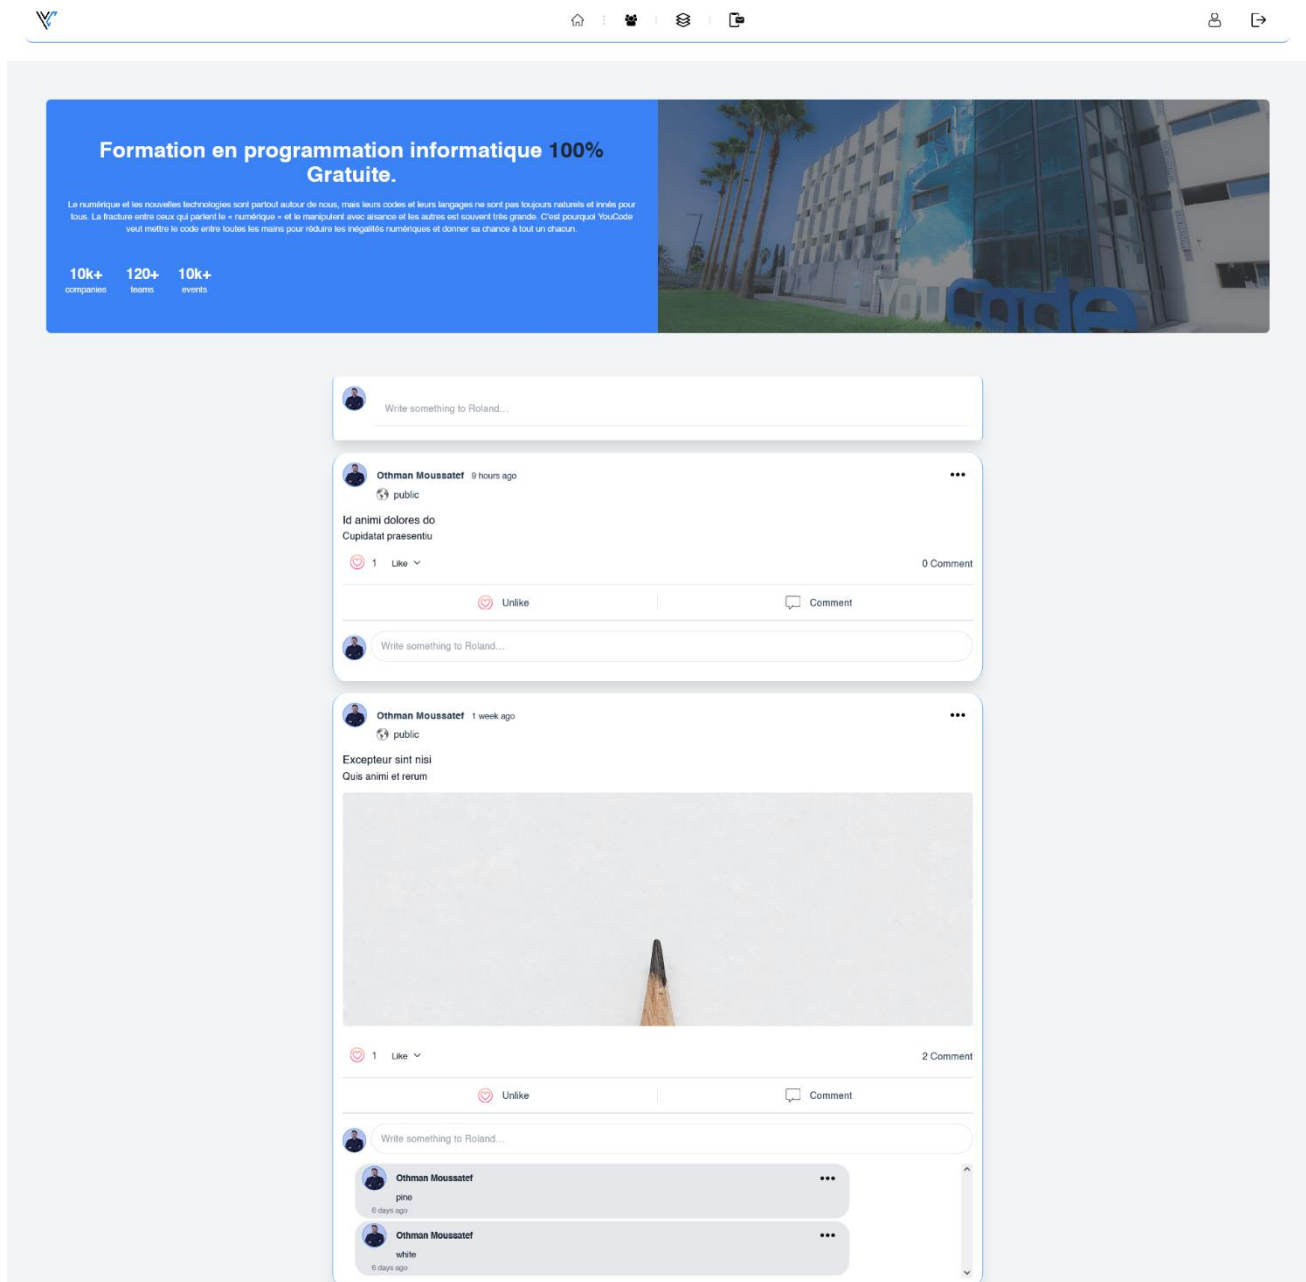 Formation en programmation informatique 100%
Gratuite.
Le numérique et les nouvelles technologies sont partout autour de nous, mais leurs codes et leurs langages ne sont pas toujours naturels et innés pour
tous. La fracture entre ceux qui parlent le « numérique » et le manipulent avec aisance et les autres est souvent très grande. C'est pourquoi YouCode
veut mettre le code entre toutes les mains pour réduire les inégalités numériques et donner sa chance à tout un chacun.
10k+ 120+ 10k+
companies teams events
YouCode
Write something to Roland...
Othman Moussatef 9 hours ago
public
Id animi dolores do
Cupidatat praesentiu
1 Like 0 Comment
Unlike Comment
Write something to Roland...
Othman Moussatef 1 week ago
public
Excepteur sint nisi
Quis animi et rerum
1 Like 2 Comment
Unlike Comment
Write something to Roland...
Othman Moussatef
pine
6 days ago
Othman Moussatef
white
6 days ago